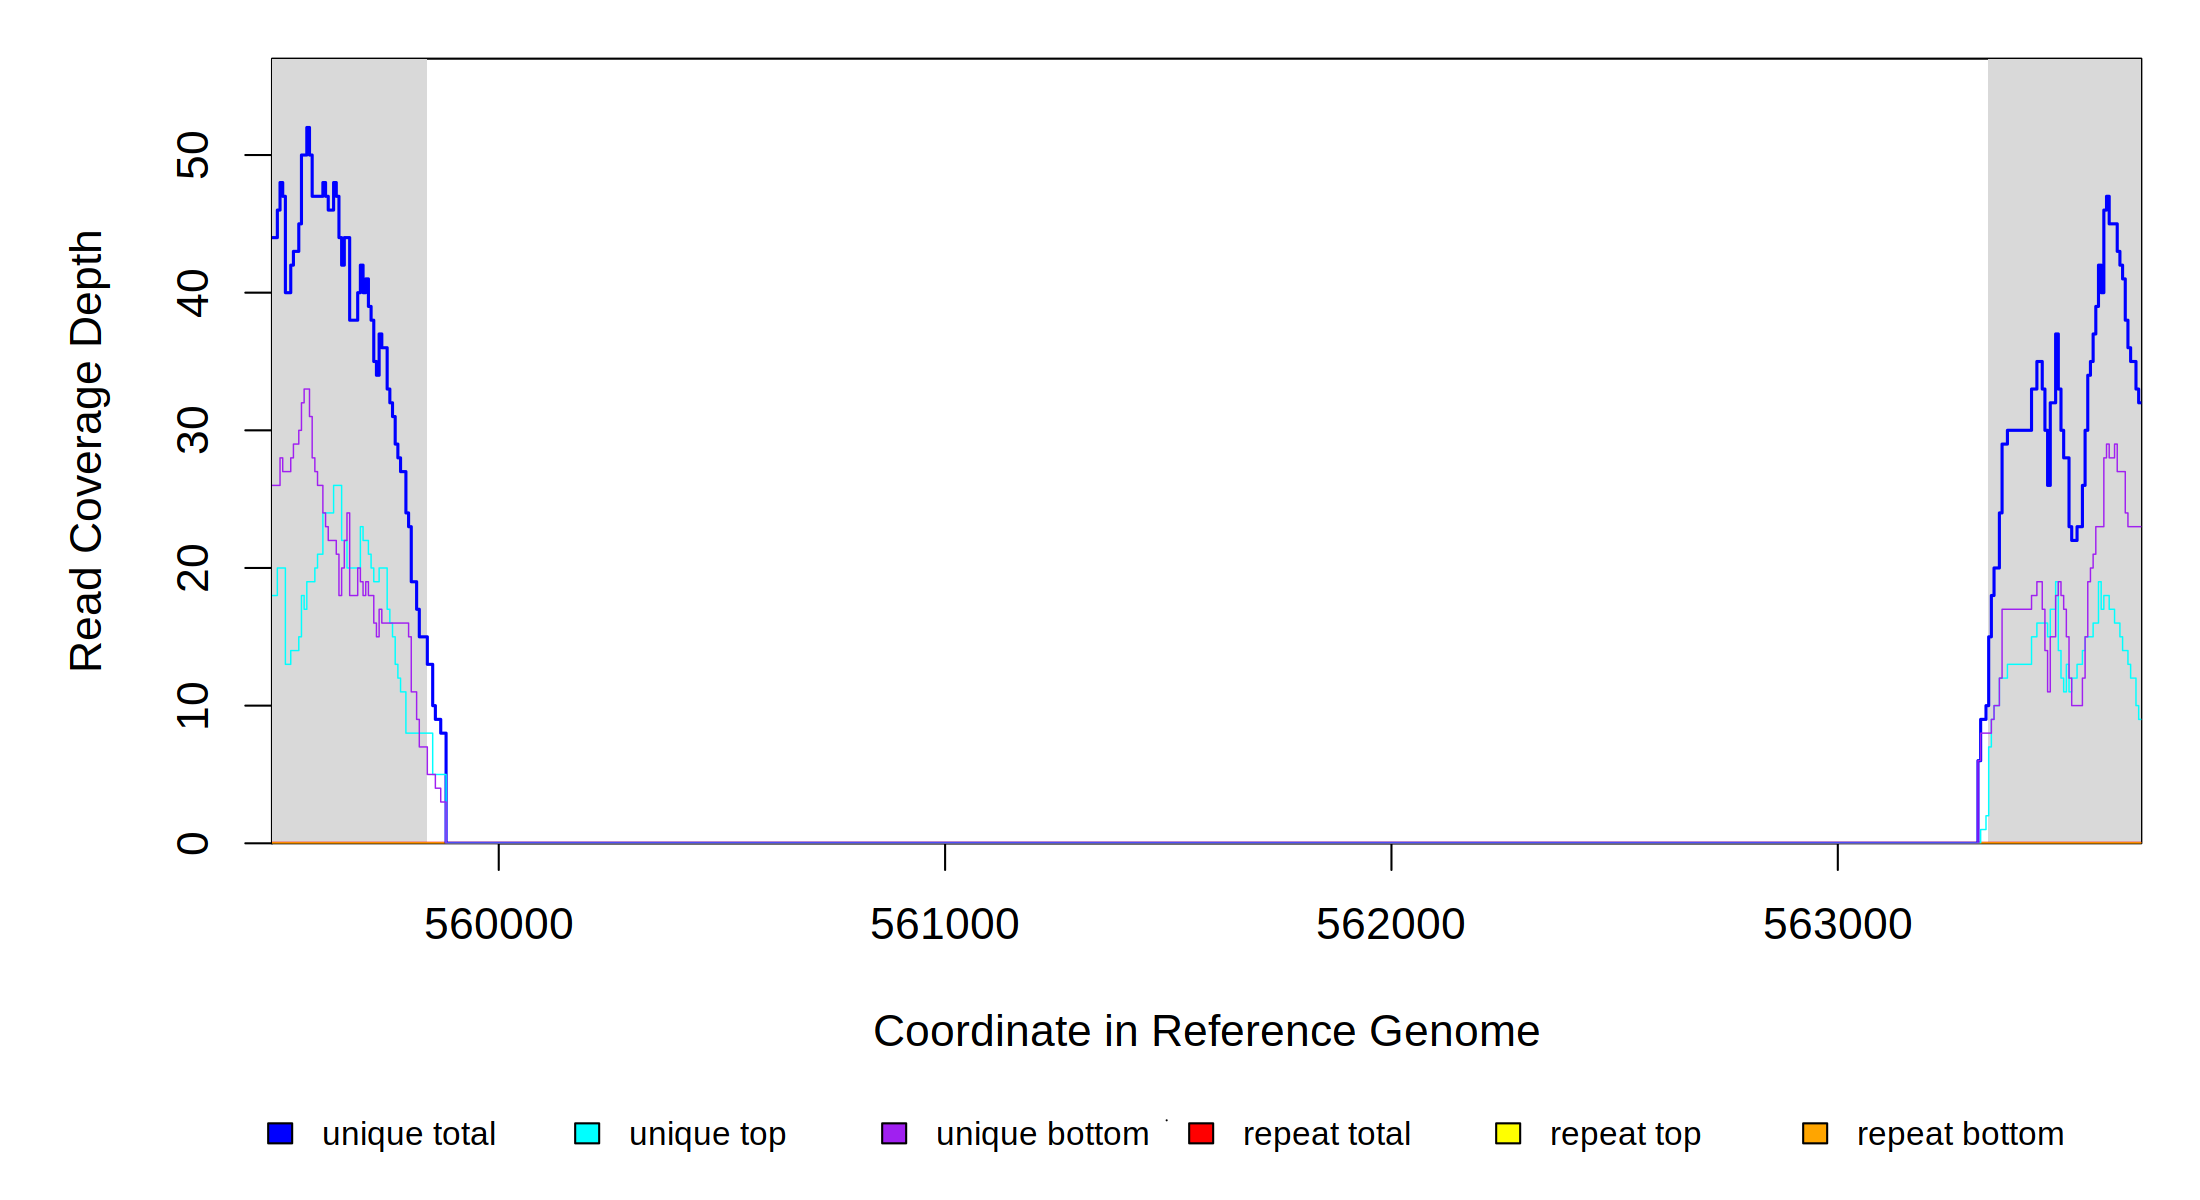 Read Coverage Depth
50
40
30
20
10
0
560000 561000 562000 563000
Coordinate in Reference Genome
unique total unique top unique bottom repeat total repeat top repeat bottom